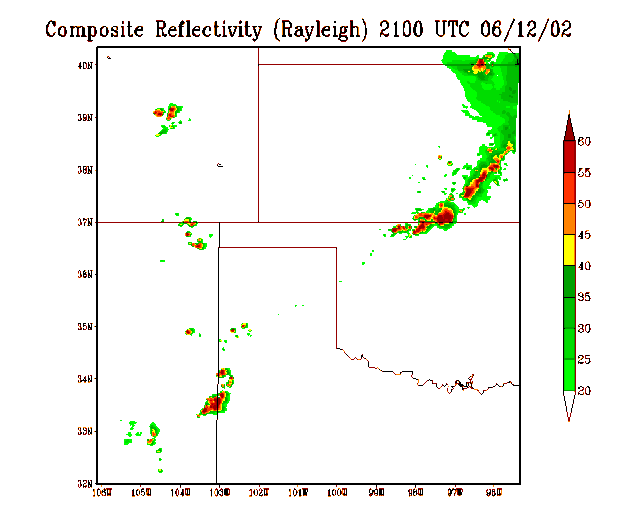 Composite Reflectivity (Rayleigh) 2100 UTC 06/12/02
40N
39N
38N
37N
36N
35N
34N
33N
32N
106W 105W 104W 103W 102W 101W 100W 99W 98W 97W 96W
60
55
50
45
40
35
30
25
20